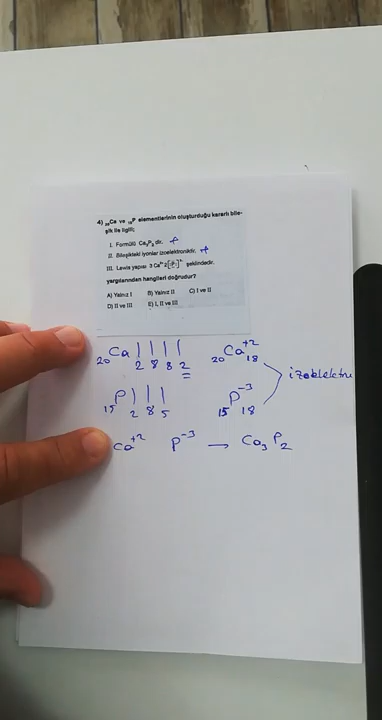 4) ₂₀Ca ve ₁₅P elementlerinin oluşturduğu kararlı bile-
şik ile ilgili;
I. Formülü Ca₃P₂ dir. +
II. Bileşikteki iyonlar izoelektroniktir. +
III. Lewis yapısı 3 Ca²⁺ 2[:P:]³⁻ şeklindedir.
yargılarından hangileri doğrudur?
A) Yalnız I B) Yalnız II C) I ve II
D) II ve III E) I, II ve III
₂₀Ca 2 8 8 2 ₂₀Ca⁺² 18
izoelektro
₁₅P 2 8 5 ₁₅P⁻³ 18
Ca⁺² P⁻³ → Ca₃P₂